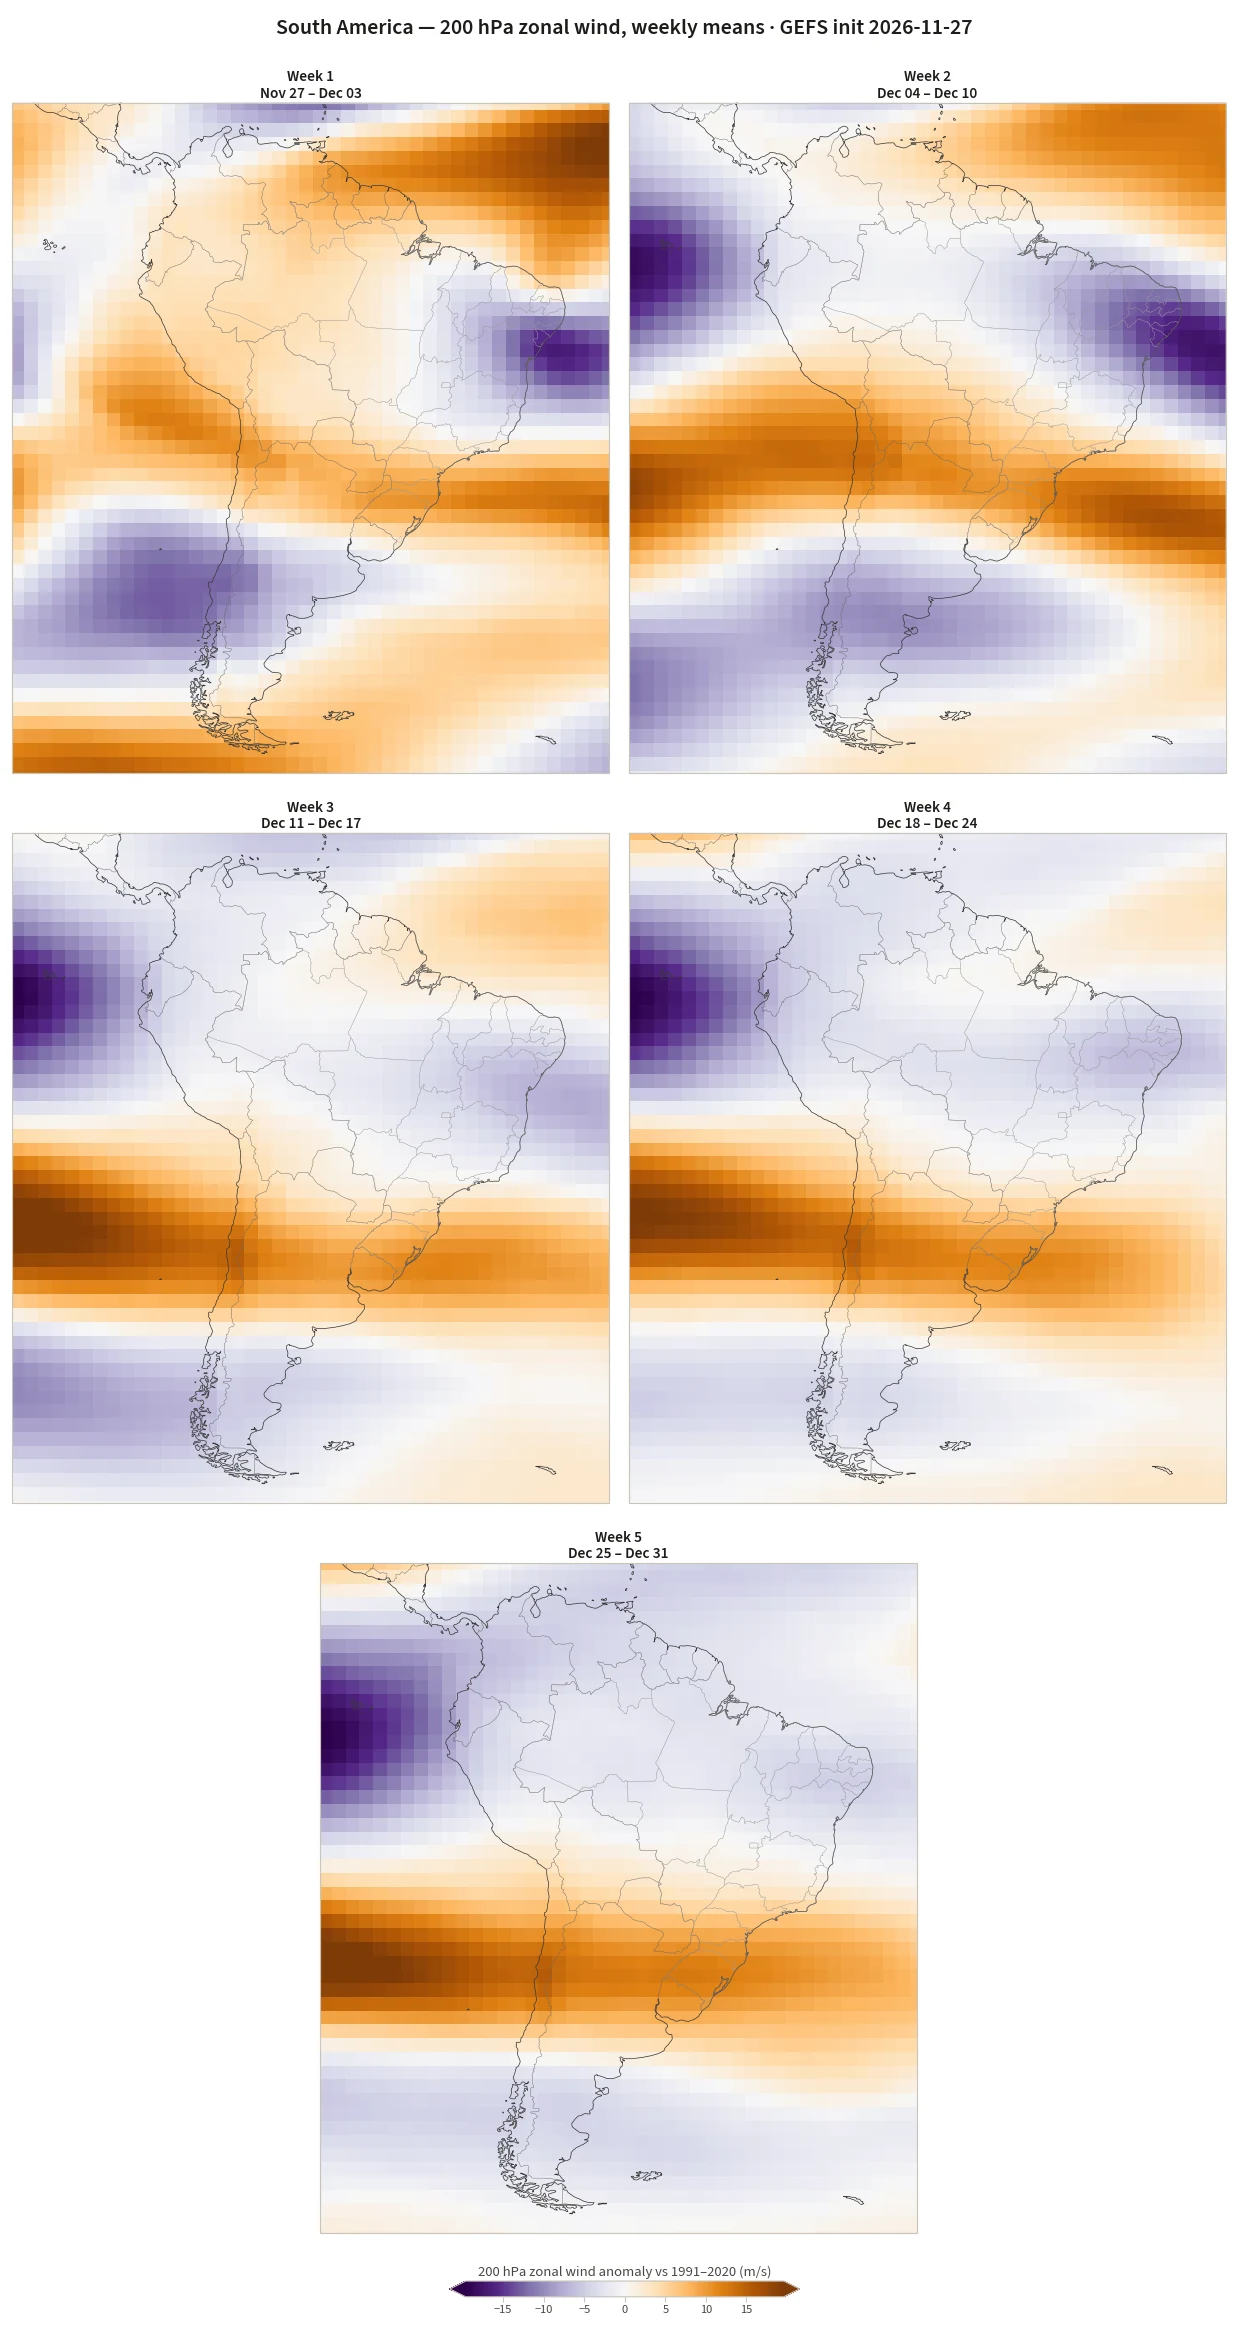 South America — 200 hPa zonal wind, weekly means · GEFS init 2026-11-27
Week 1
Nov 27 – Dec 03
Week 2
Dec 04 – Dec 10
Week 3
Dec 11 – Dec 17
Week 4
Dec 18 – Dec 24
Week 5
Dec 25 – Dec 31
200 hPa zonal wind anomaly vs 1991–2020 (m/s)
−15 −10 −5 0 5 10 15